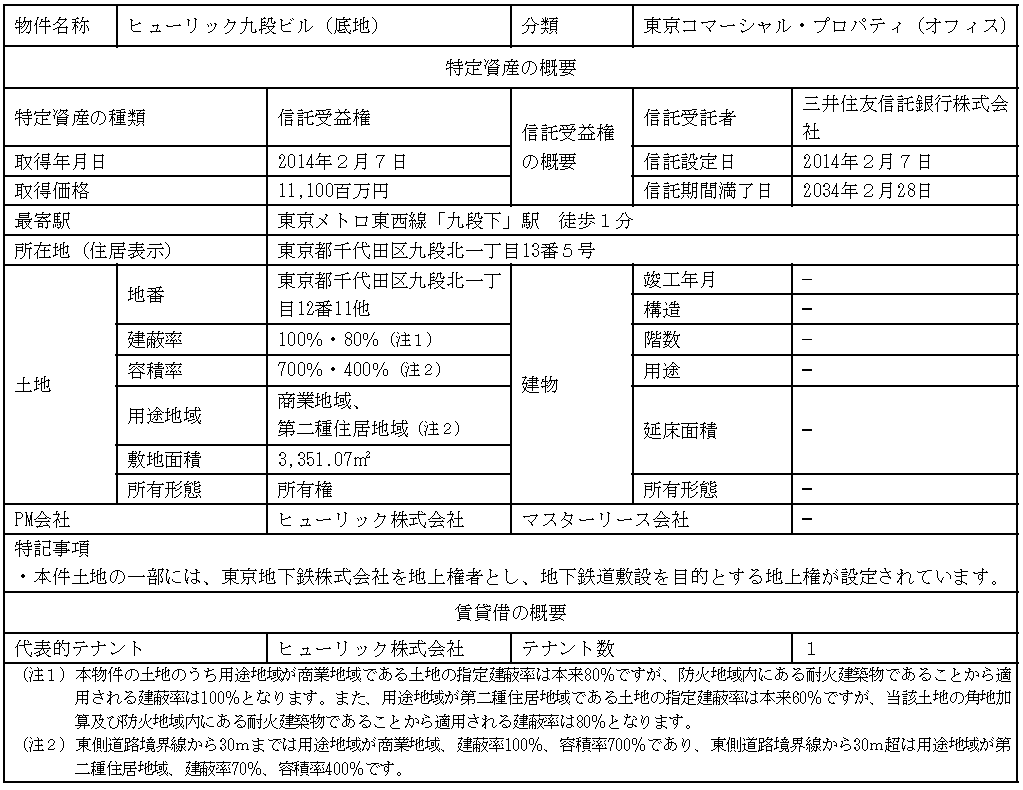 物件名称 ヒューリック九段ビル（底地） 分類 東京コマーシャル・プロパティ（オフィス）
特定資産の概要
特定資産の種類 信託受益権 信託受益権の概要 信託受託者 三井住友信託銀行株式会社
取得年月日 2014年２月７日 信託設定日 2014年２月７日
取得価格 11,100百万円 信託期間満了日 2034年２月28日
最寄駅 東京メトロ東西線「九段下」駅　徒歩１分
所在地（住居表示） 東京都千代田区九段北一丁目13番５号
土地 地番 東京都千代田区九段北一丁目12番11他 建物 竣工年月 －
構造 －
建蔽率 100％・80％（注１） 階数 －
容積率 700％・400％（注２） 用途 －
用途地域 商業地域、
第二種住居地域（注２） 延床面積 －
敷地面積 3,351.07㎡
所有形態 所有権 所有形態 －
PM会社 ヒューリック株式会社 マスターリース会社 －
特記事項
・本件土地の一部には、東京地下鉄株式会社を地上権者とし、地下鉄道敷設を目的とする地上権が設定されています。
賃貸借の概要
代表的テナント ヒューリック株式会社 テナント数 １
（注１）本物件の土地のうち用途地域が商業地域である土地の指定建蔽率は本来80％ですが、防火地域内にある耐火建築物であることから適
用される建蔽率は100％となります。また、用途地域が第二種住居地域である土地の指定建蔽率は本来60％ですが、当該土地の角地加
算及び防火地域内にある耐火建築物であることから適用される建蔽率は80％となります。
（注２）東側道路境界線から30ｍまでは用途地域が商業地域、建蔽率100％、容積率700％であり、東側道路境界線から30ｍ超は用途地域が第
二種住居地域、建蔽率70％、容積率400％です。